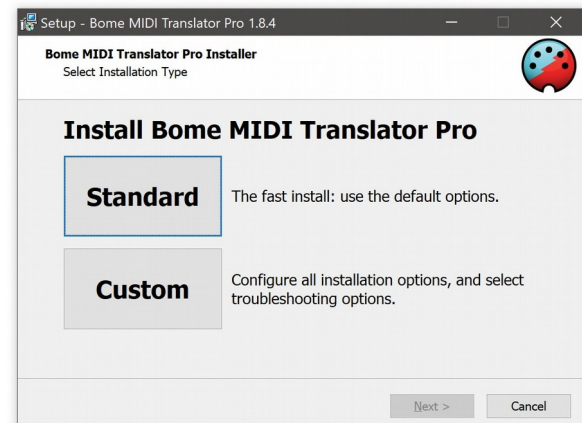 Setup - Bome MIDI Translator Pro 1.8.4
Bome MIDI Translator Pro Installer
Select Installation Type
Install Bome MIDI Translator Pro
Standard
The fast install: use the default options.
Custom
Configure all installation options, and select
troubleshooting options.
Next >
Cancel